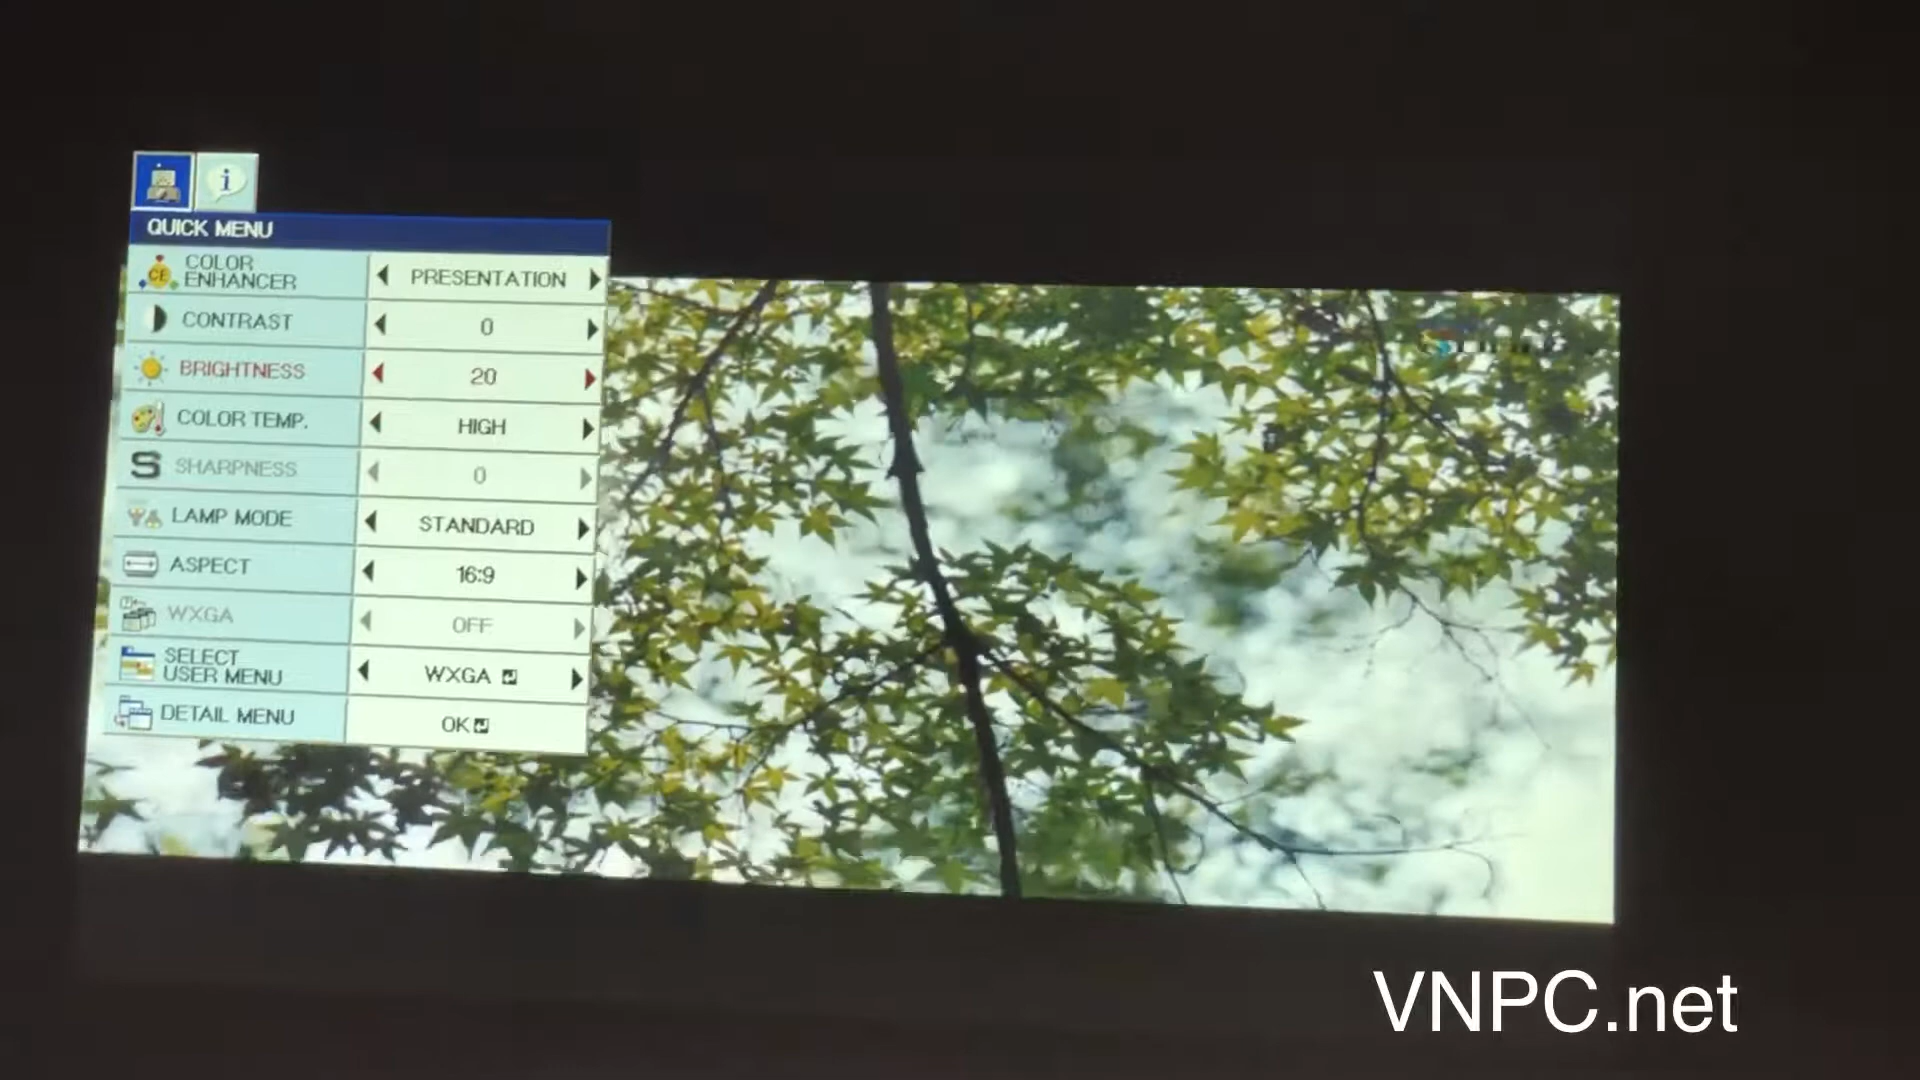 i
QUICK MENU
CE
COLOR
ENHANCER
PRESENTATION
CONTRAST
0
BRIGHTNESS
20
COLOR TEMP.
HIGH
S
SHARPNESS
0
LAMP MODE
STANDARD
ASPECT
16:9
WXGA
OFF
SELECT
USER MENU
WXGA
DETAIL MENU
OK
VNPC.net